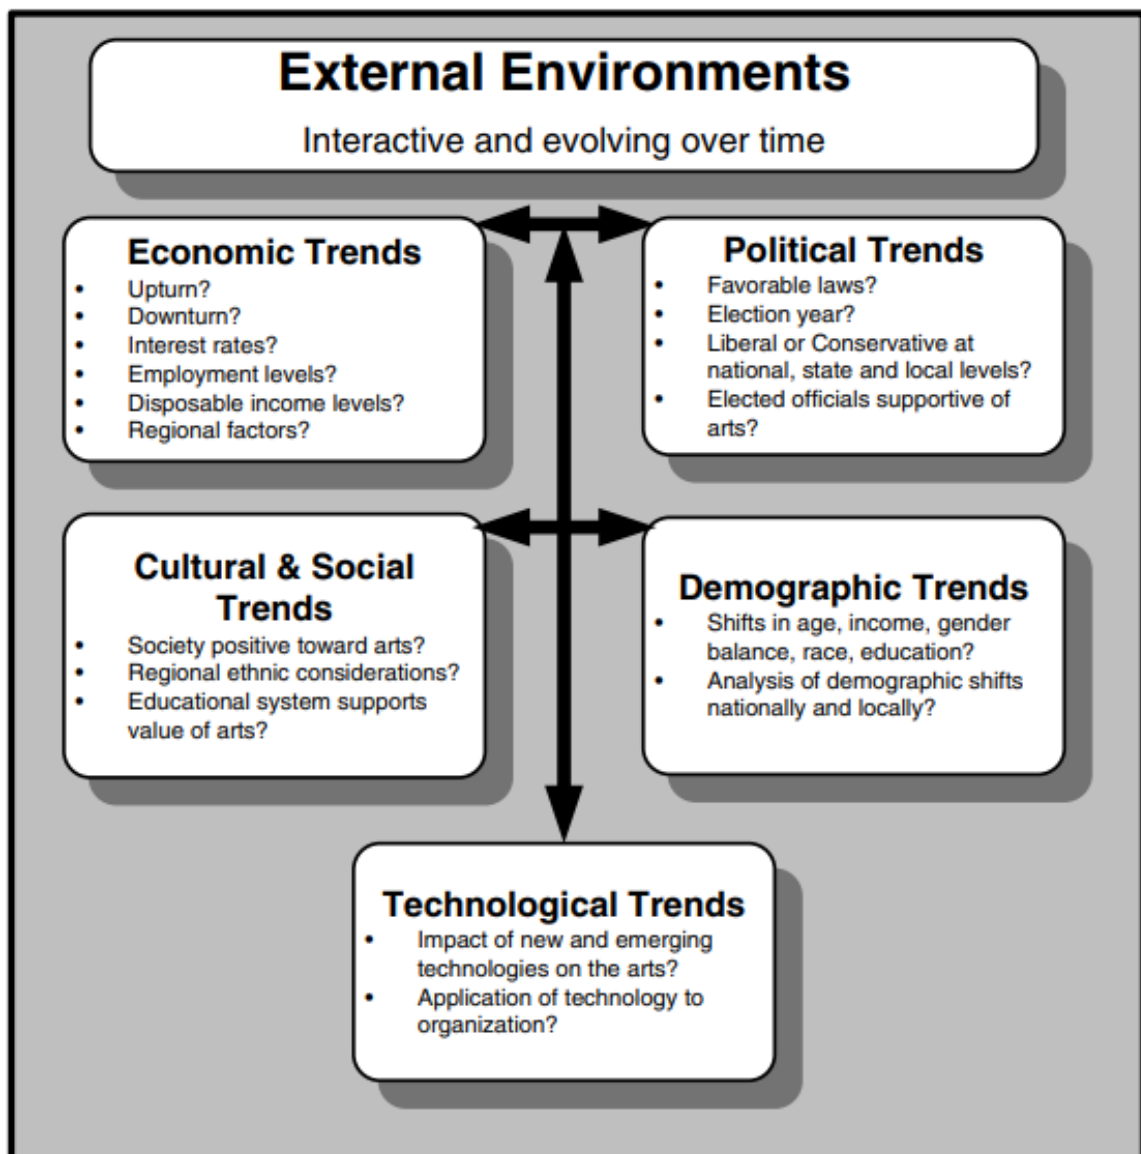 External Environments
Interactive and evolving over time
Economic Trends
• Upturn?
• Downturn?
• Interest rates?
• Employment levels?
• Disposable income levels?
• Regional factors?
Political Trends
• Favorable laws?
• Election year?
• Liberal or Conservative at
national, state and local levels?
• Elected officials supportive of
arts?
Cultural & Social
Trends
• Society positive toward arts?
• Regional ethnic considerations?
• Educational system supports
value of arts?
Demographic Trends
• Shifts in age, income, gender
balance, race, education?
• Analysis of demographic shifts
nationally and locally?
Technological Trends
• Impact of new and emerging
technologies on the arts?
• Application of technology to
organization?